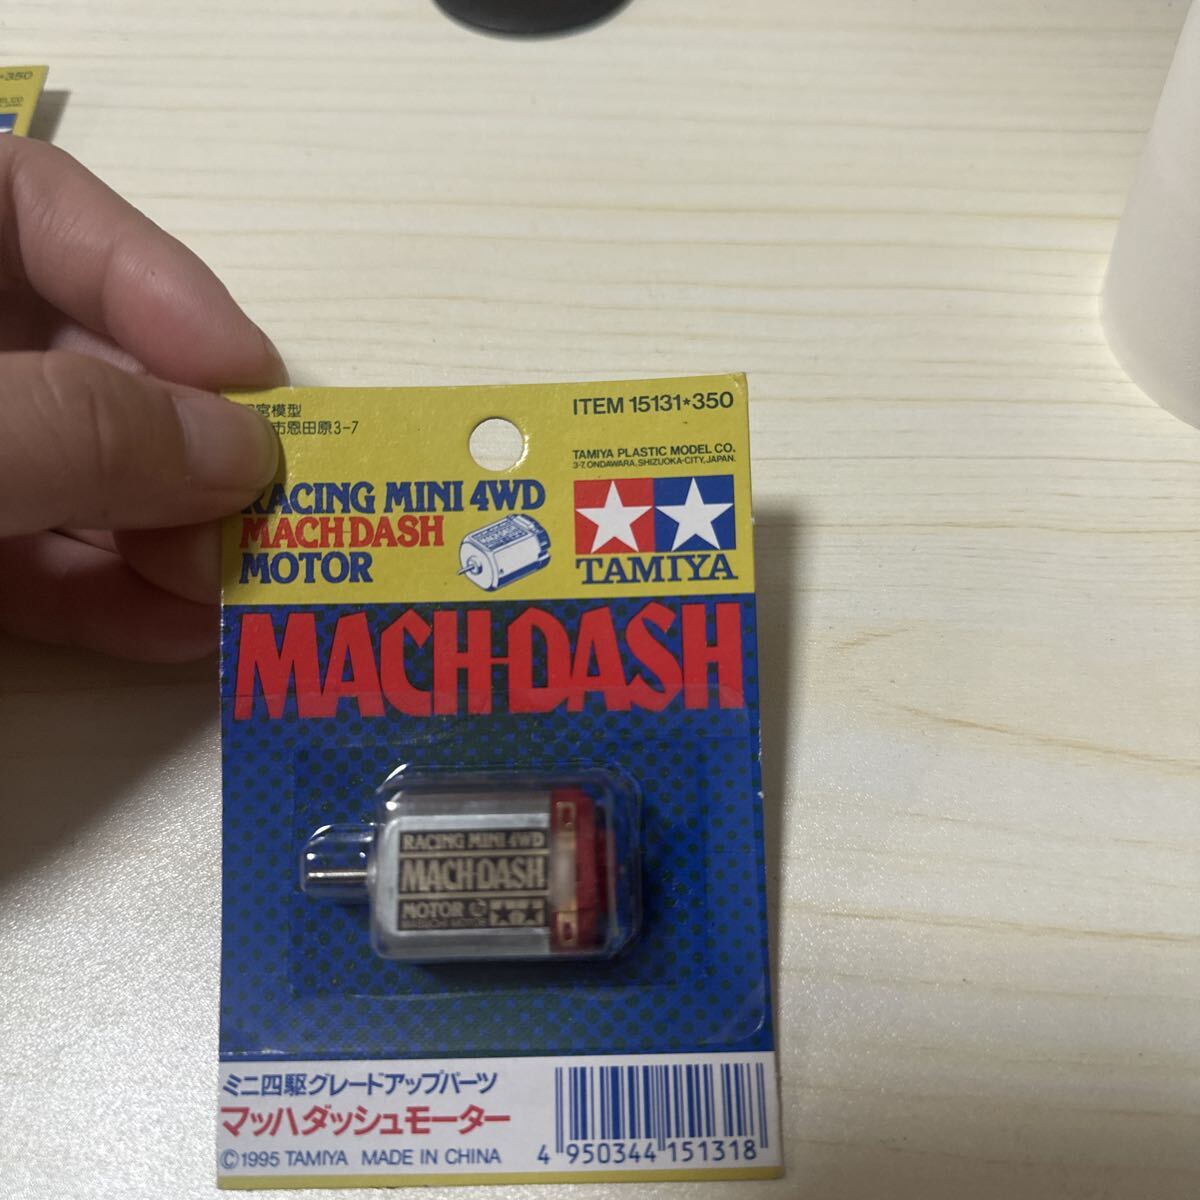 *350
宮模型
市恩田原3-7
ITEM 15131*350
TAMIYA PLASTIC MODEL CO.
3-7, ONDAWARA, SHIZUOKA-CITY, JAPAN.
RACING MINI 4WD
MACH-DASH
MOTOR
TAMIYA
MACH-DASH
RACING MINI 4WD
MACH-DASH
MOTOR
ミニ四駆グレードアップパーツ
マッハダッシュモーター
©1995 TAMIYA MADE IN CHINA
4 950344 151318